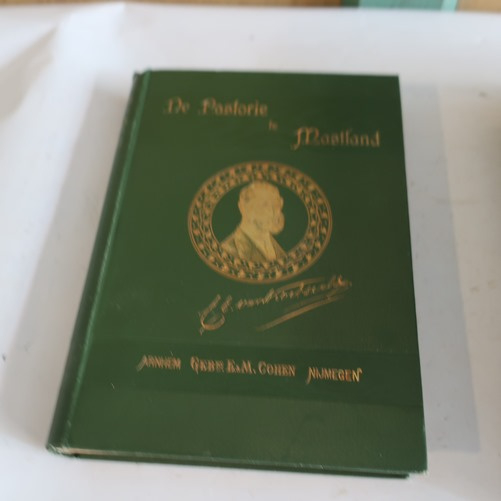 De Pastorie
te
Mastland
ARNHEM GEBR. E. & M. COHEN NIJMEGEN